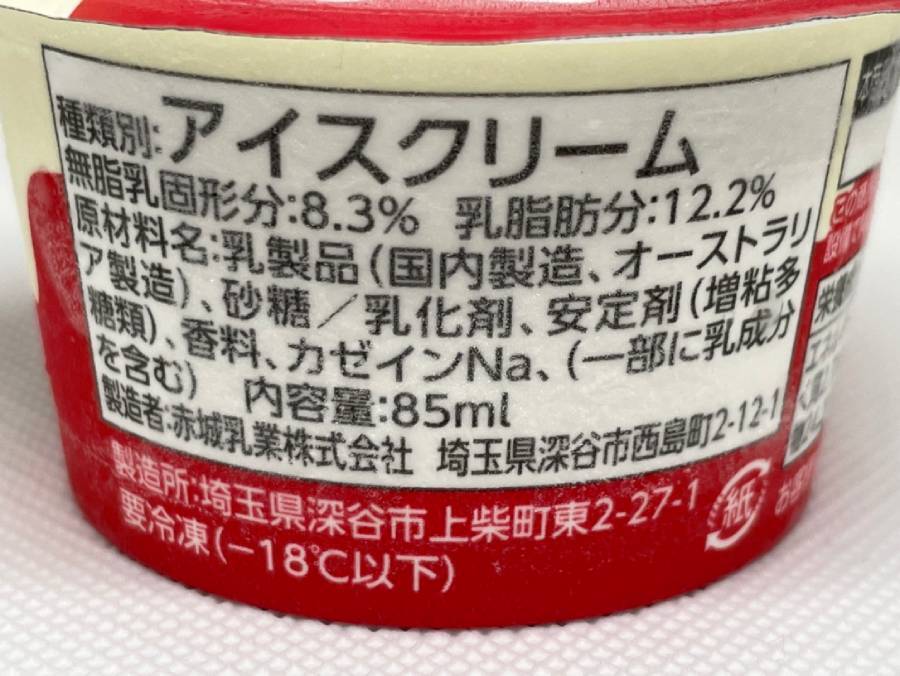 種類別:アイスクリーム
無脂乳固形分:8.3% 乳脂肪分:12.2%
原材料名:乳製品(国内製造、オーストラリ
ア製造)、砂糖/乳化剤、安定剤(増粘多
糖類)、香料、カゼインNa、(一部に乳成分
を含む) 内容量:85ml
製造者:赤城乳業株式会社 埼玉県深谷市西島町2-12-1
製造所:埼玉県深谷市上柴町東2-27-1
要冷凍(-18℃以下)
紙